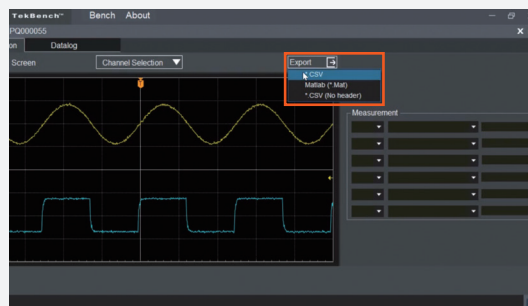 TekBench™ Bench About
PQ000055
on Datalog
Screen Channel Selection Export
*.CSV
Matlab (*.Mat)
*.CSV (No header)
Measurement